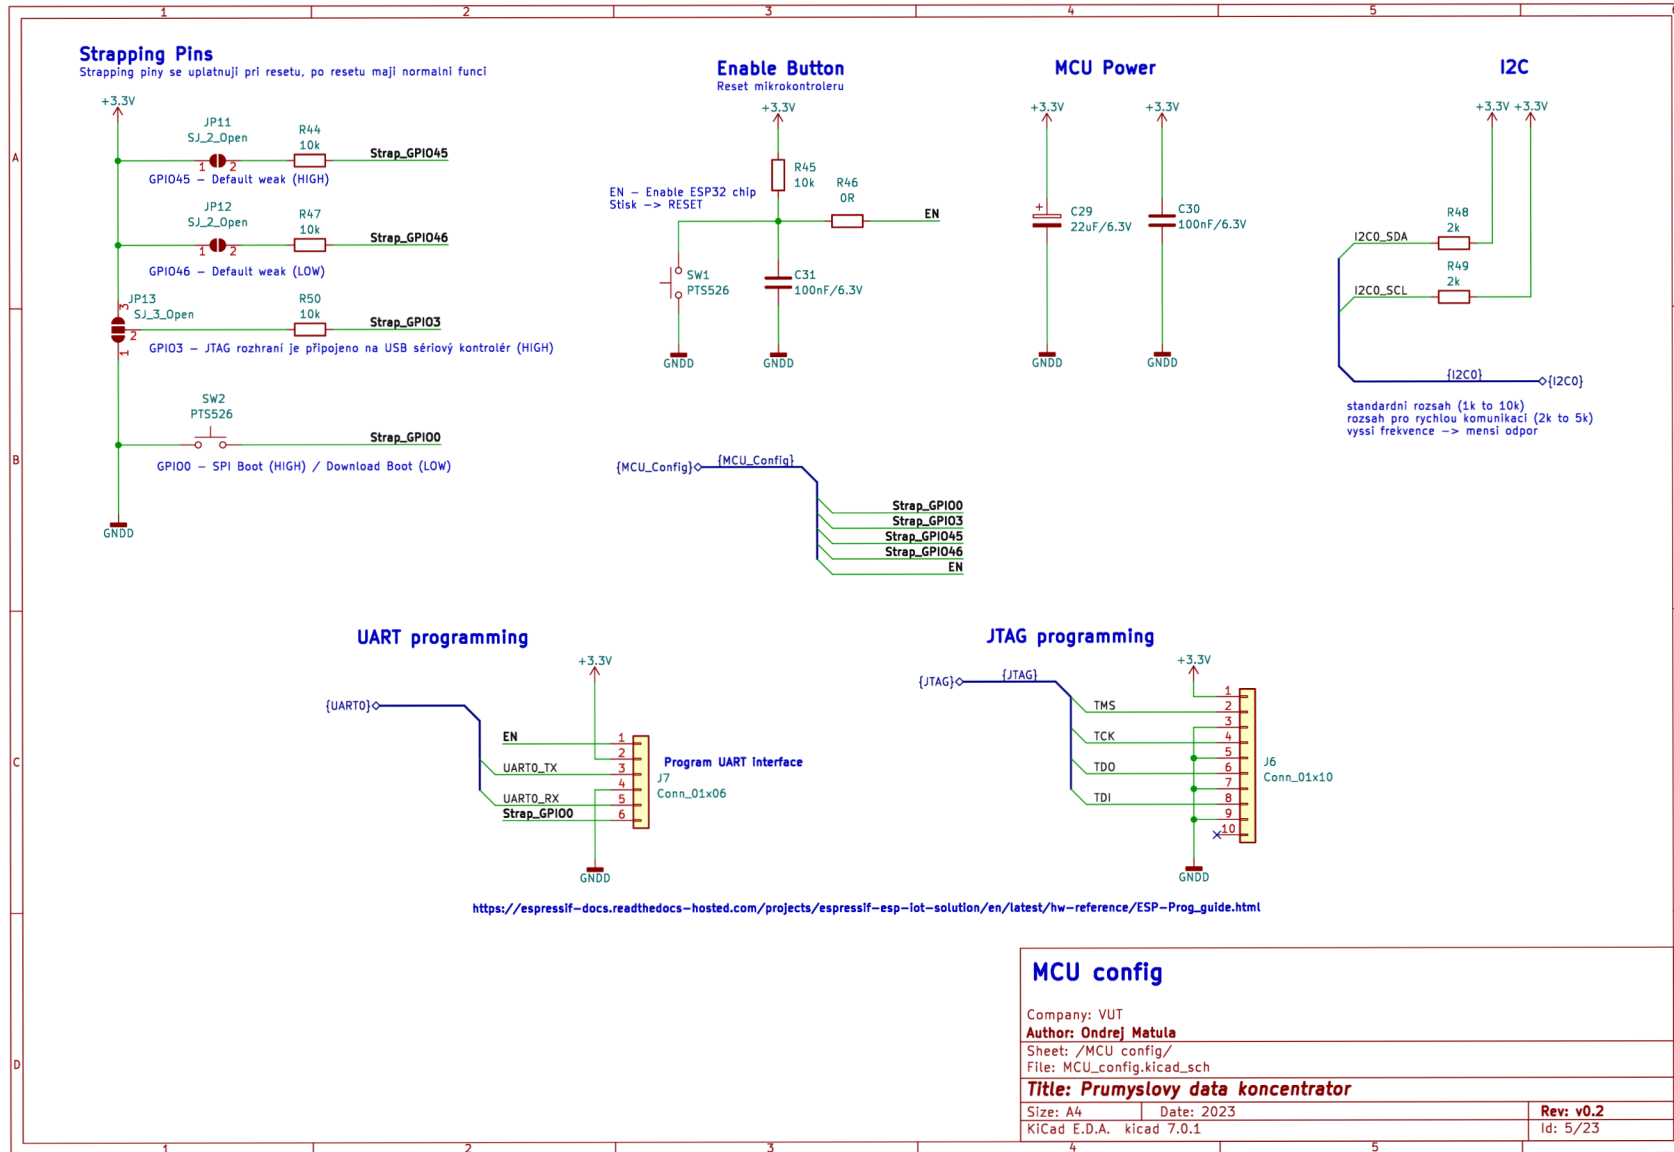 1 2 3 4 5 6
A
B
C
D
Strapping Pins
Strapping piny se uplatnuji pri resetu, po resetu maji normalni funci
+3.3V
JP11
SJ_2_Open
1 2
R44
10k
Strap_GPIO45
GPIO45 - Default weak (HIGH)
JP12
SJ_2_Open
1 2
R47
10k
Strap_GPIO46
GPIO46 - Default weak (LOW)
JP13
SJ_3_Open
3
2
1
R50
10k
Strap_GPIO3
GPIO3 - JTAG rozhraní je připojeno na USB sériový kontrolér (HIGH)
SW2
PTS526
Strap_GPIO0
GPIO0 - SPI Boot (HIGH) / Download Boot (LOW)
GNDD
Enable Button
Reset mikrokontroleru
+3.3V
R45
10k
EN - Enable ESP32 chip
Stisk -> RESET
R46
0R
EN
SW1
PTS526
C31
100nF/6.3V
GNDD
GNDD
MCU Power
+3.3V
+3.3V
+
C29
22uF/6.3V
C30
100nF/6.3V
GNDD
GNDD
I2C
+3.3V +3.3V
I2C0_SDA
R48
2k
I2C0_SCL
R49
2k
{I2C0}
{I2C0}
standardni rozsah (1k to 10k)
rozsah pro rychlou komunikaci (2k to 5k)
vyssi frekvence -> mensi odpor
{MCU_Config}
{MCU_Config}
Strap_GPIO0
Strap_GPIO3
Strap_GPIO45
Strap_GPIO46
EN
UART programming
+3.3V
{UART0}
EN
UART0_TX
UART0_RX
Strap_GPIO0
1
2
3
4
5
6
Program UART interface
J7
Conn_01x06
GNDD
JTAG programming
+3.3V
{JTAG}
{JTAG}
TMS
TCK
TDO
TDI
1
2
3
4
5
6
7
8
9
10
J6
Conn_01x10
GNDD
https://espressif-docs.readthedocs-hosted.com/projects/espressif-esp-iot-solution/en/latest/hw-reference/ESP-Prog_guide.html
MCU config
Company: VUT
Author: Ondrej Matula
Sheet: /MCU config/
File: MCU_config.kicad_sch
Title: Prumyslovy data koncentrator
Size: A4
Date: 2023
Rev: v0.2
KiCad E.D.A. kicad 7.0.1
Id: 5/23
1 2 3 4 5